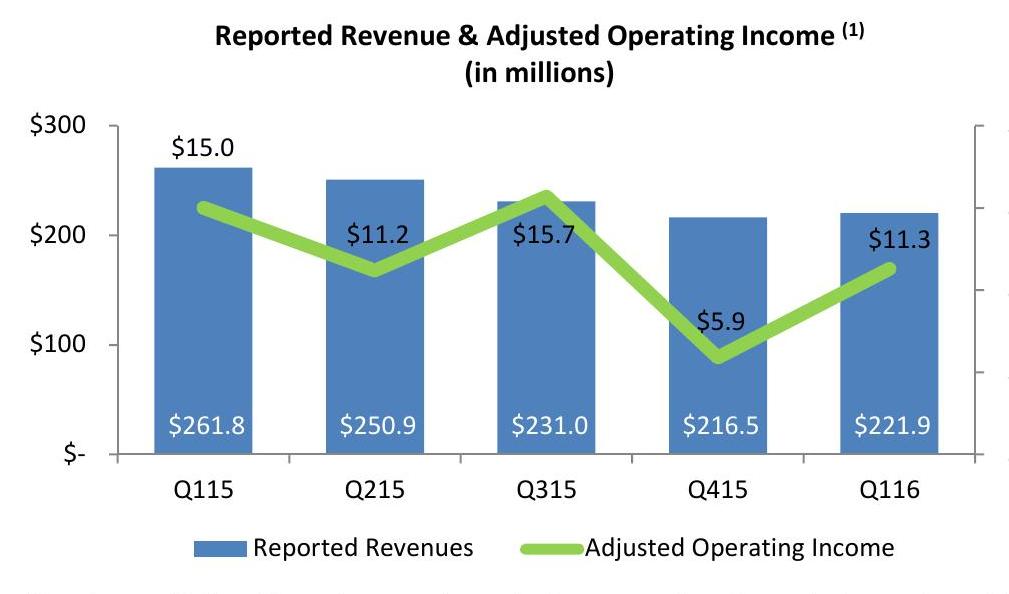 Reported Revenue & Adjusted Operating Income (1)
(in millions)
$300
$200
$100
$-
$15.0
$11.2
$15.7
$5.9
$11.3
$261.8
$250.9
$231.0
$216.5
$221.9
Q115
Q215
Q315
Q415
Q116
Reported Revenues
Adjusted Operating Income